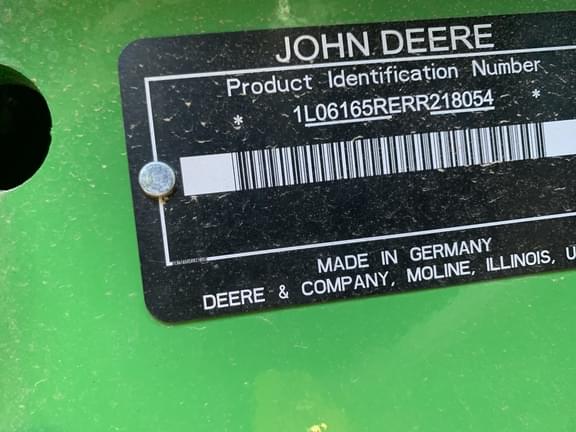 JOHN DEERE
Product Identification Number
* 1L06165RERR218054 *
MADE IN GERMANY
DEERE & COMPANY, MOLINE, ILLINOIS, U